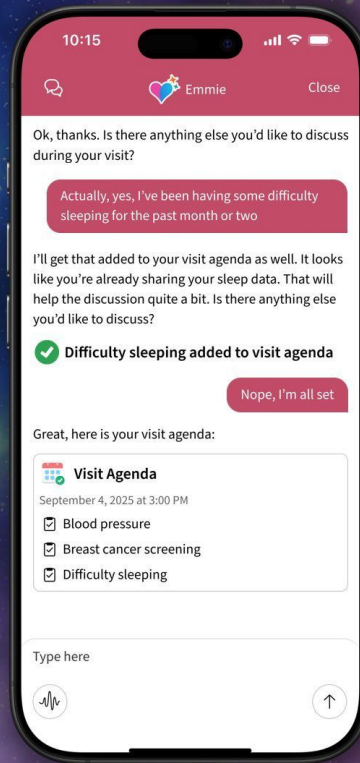 10:15
Emmie
Close
Ok, thanks. Is there anything else you'd like to discuss
during your visit?
Actually, yes, I've been having some difficulty
sleeping for the past month or two
I'll get that added to your visit agenda as well. It looks
like you're already sharing your sleep data. That will
help the discussion quite a bit. Is there anything else
you'd like to discuss?
Difficulty sleeping added to visit agenda
Nope, I'm all set
Great, here is your visit agenda:
Visit Agenda
September 4, 2025 at 3:00 PM
Blood pressure
Breast cancer screening
Difficulty sleeping
Type here